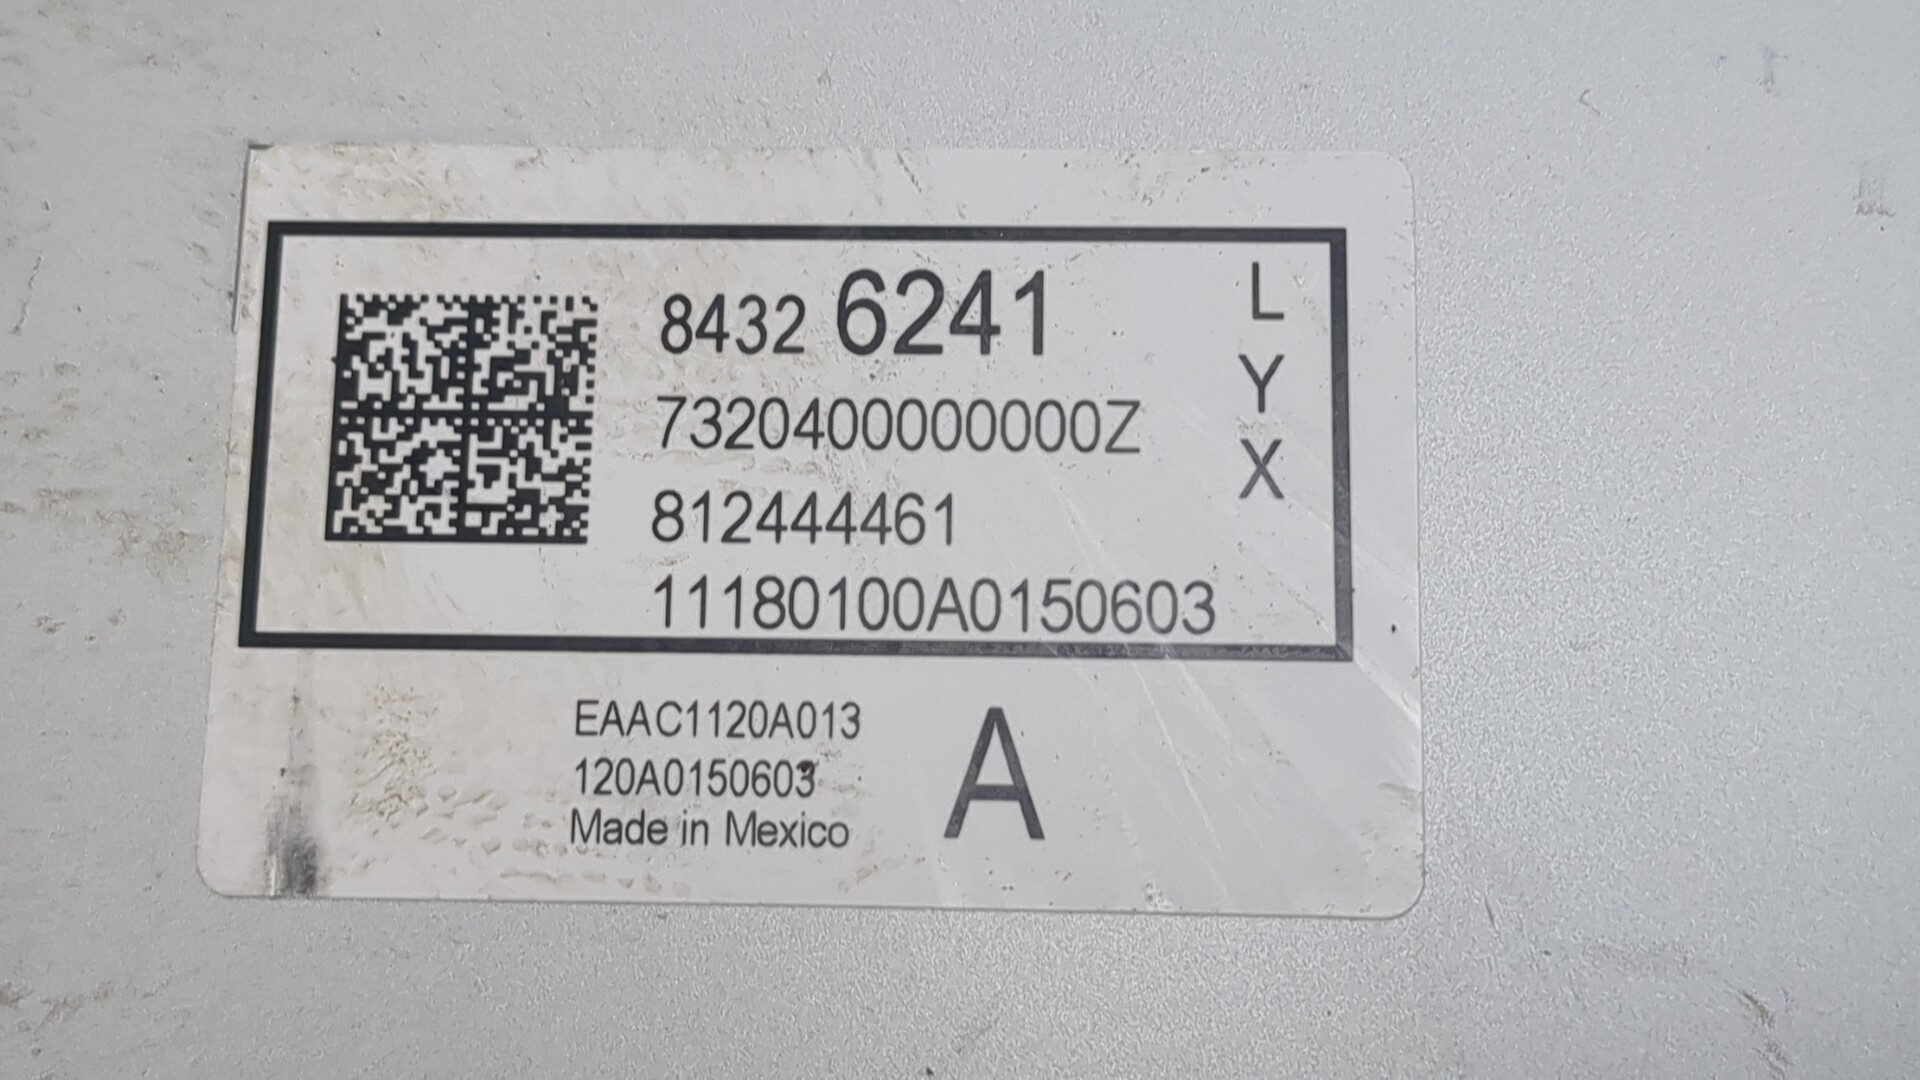 8432 6241
7320400000000Z
812444461
11180100A0150603
L
Y
X
EAAC1120A013
120A0150603
Made in Mexico
A